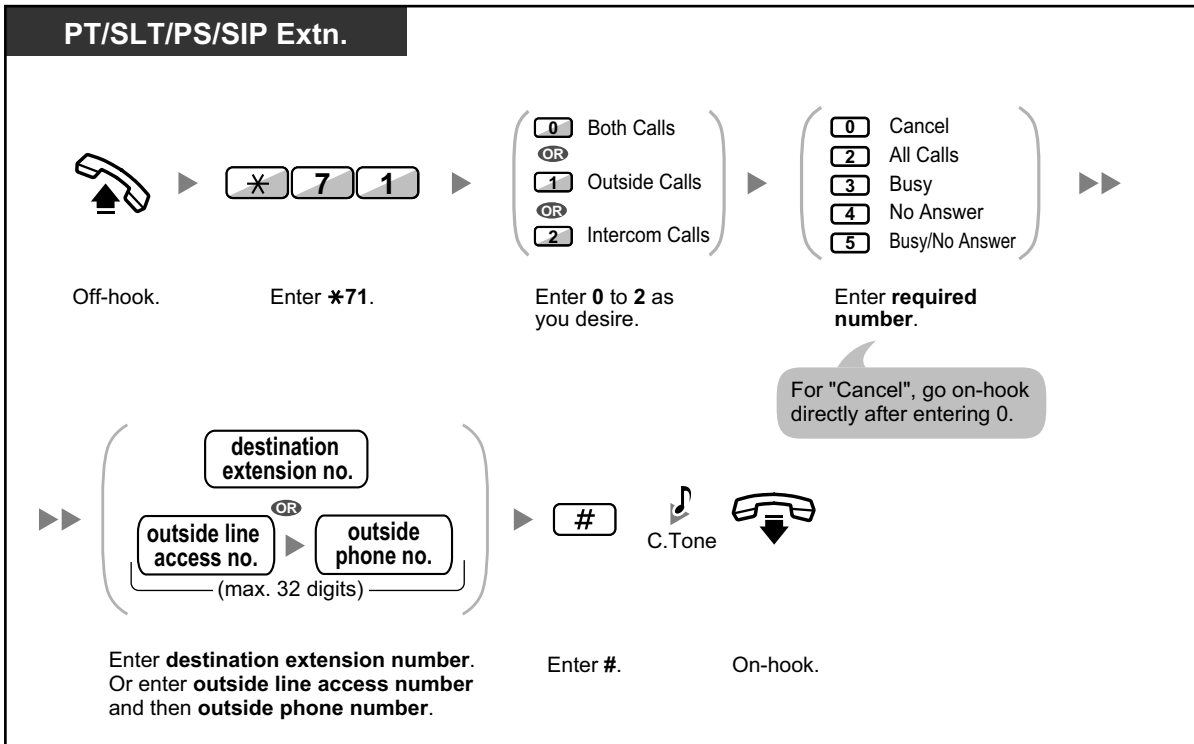 PT/SLT/PS/SIP Extn.
0 Both Calls
OR
1 Outside Calls
OR
2 Intercom Calls
0 Cancel
2 All Calls
3 Busy
4 No Answer
5 Busy/No Answer
* 7 1
Off-hook.
Enter *71.
Enter 0 to 2 as
you desire.
Enter required
number.
For "Cancel", go on-hook
directly after entering 0.
destination
extension no.
OR
outside line
access no.
outside
phone no.
(max. 32 digits)
#
C.Tone
Enter destination extension number.
Or enter outside line access number
and then outside phone number.
Enter #.
On-hook.